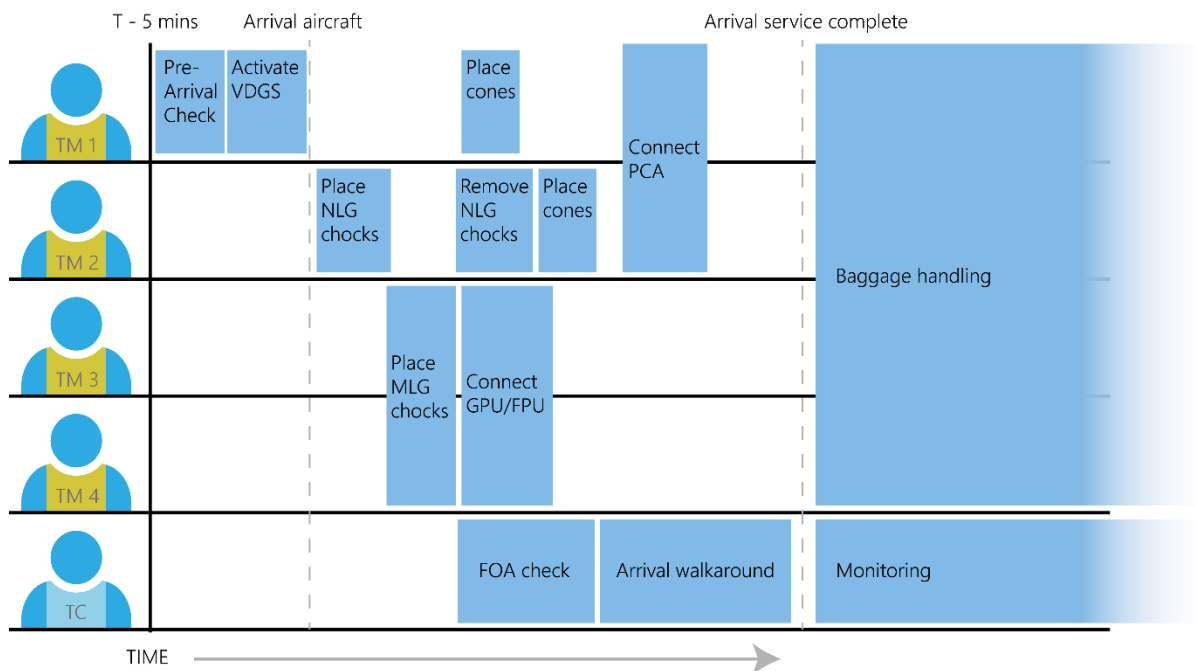 T - 5 mins
Arrival aircraft
Arrival service complete
TM 1
Pre-
Arrival
Check
Activate
VDGS
Place
cones
Connect
PCA
TM 2
Place
NLG
chocks
Remove
NLG
chocks
Place
cones
Baggage handling
TM 3
Place
MLG
chocks
Connect
GPU/FPU
TM 4
TC
FOA check
Arrival walkaround
Monitoring
TIME